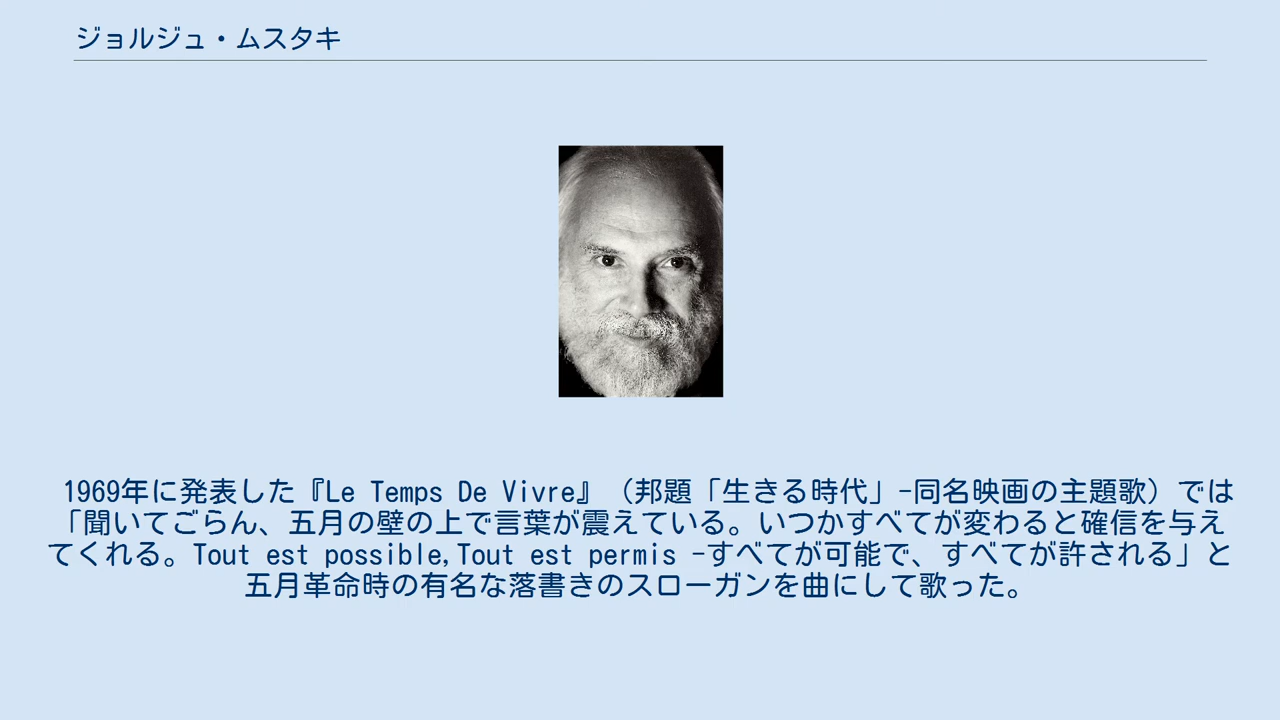 ジョルジュ・ムスタキ
1969年に発表した『Le Temps De Vivre』（邦題「生きる時代」-同名映画の主題歌）では
「聞いてごらん、五月の壁の上で言葉が震えている。いつかすべてが変わると確信を与え
てくれる。Tout est possible,Tout est permis -すべてが可能で、すべてが許される」と
五月革命時の有名な落書きのスローガンを曲にして歌った。